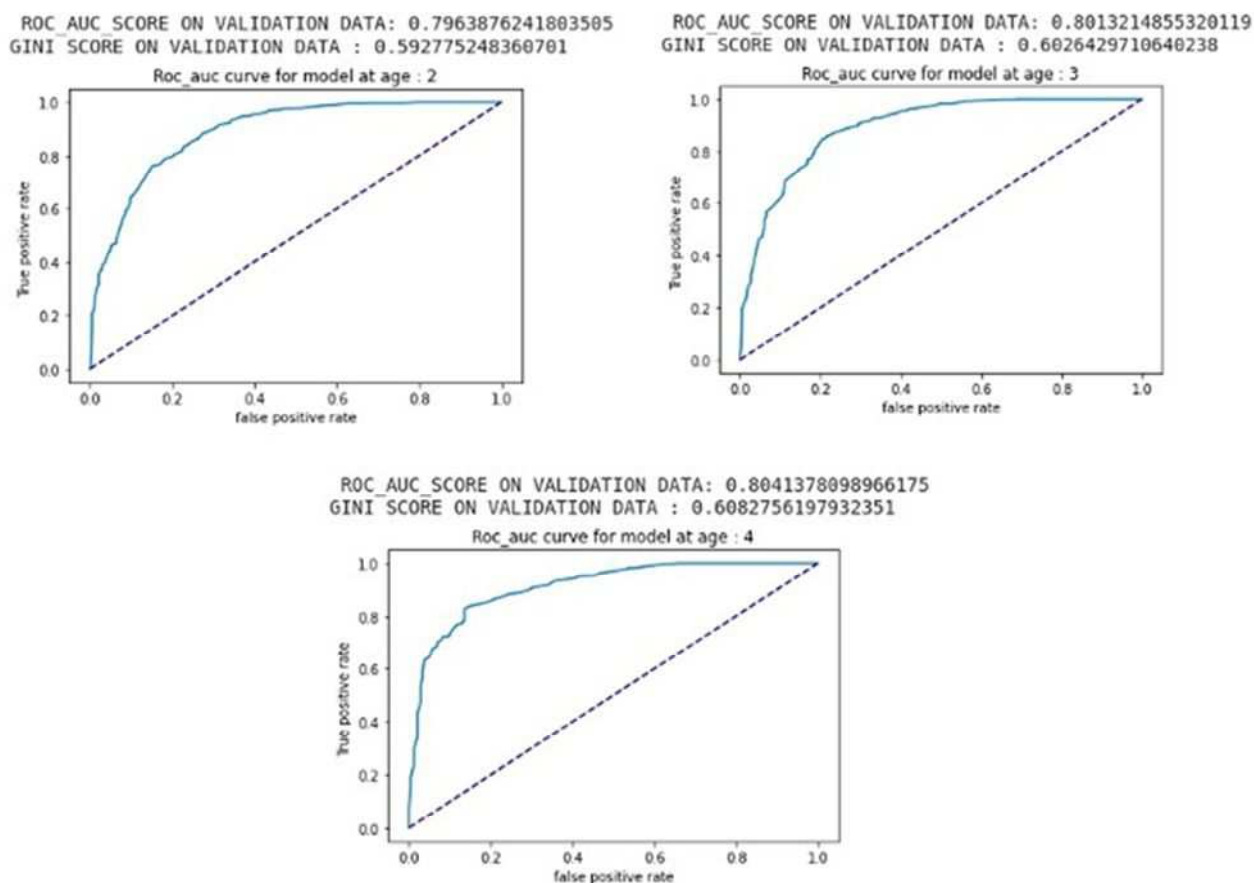 ROC_AUC_SCORE ON VALIDATION DATA: 0.7963876241803505
GINI SCORE ON VALIDATION DATA : 0.592775248360701
Roc_auc curve for model at age : 2
1.0
0.8
0.6
0.4
0.2
0.0
True positive rate
0.0 0.2 0.4 0.6 0.8 1.0
false positive rate
ROC_AUC_SCORE ON VALIDATION DATA: 0.8013214855320119
GINI SCORE ON VALIDATION DATA : 0.6026429710640238
Roc_auc curve for model at age : 3
1.0
0.8
0.6
0.4
0.2
0.0
True positive rate
0.0 0.2 0.4 0.6 0.8 1.0
false positive rate
ROC_AUC_SCORE ON VALIDATION DATA: 0.8041378098966175
GINI SCORE ON VALIDATION DATA : 0.6082756197932351
Roc_auc curve for model at age : 4
1.0
0.8
0.6
0.4
0.2
0.0
True positive rate
0.0 0.2 0.4 0.6 0.8 1.0
false positive rate